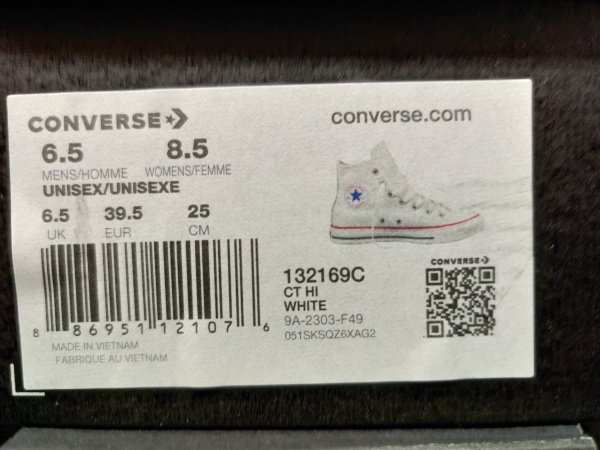 CONVERSE
converse.com
6.5 8.5
MENS/HOMME WOMENS/FEMME
UNISEX/UNISEXE
6.5 39.5 25
UK EUR CM
CONVERSE
132169C
CT HI
WHITE
9A-2303-F49
051SKSQZ6XAG2
8 86951 12107 6
MADE IN VIETNAM
FABRIQUE AU VIETNAM